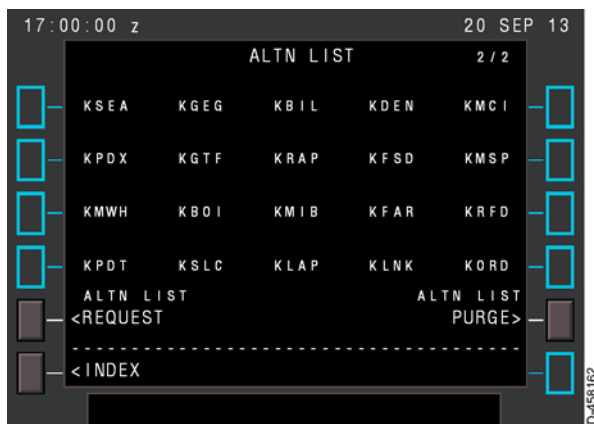 17:00:00 z 20 SEP 13
ALTN LIST 2/2
KSEA KGEG KBIL KDEN KMCI
KPDX KGTF KRAP KFSD KMSP
KMWH KBOI KMIB KFAR KRFD
KPDT KSLC KLAP KLNK KORD
ALTN LIST ALTN LIST
<REQUEST PURGE>
<INDEX
D-458162